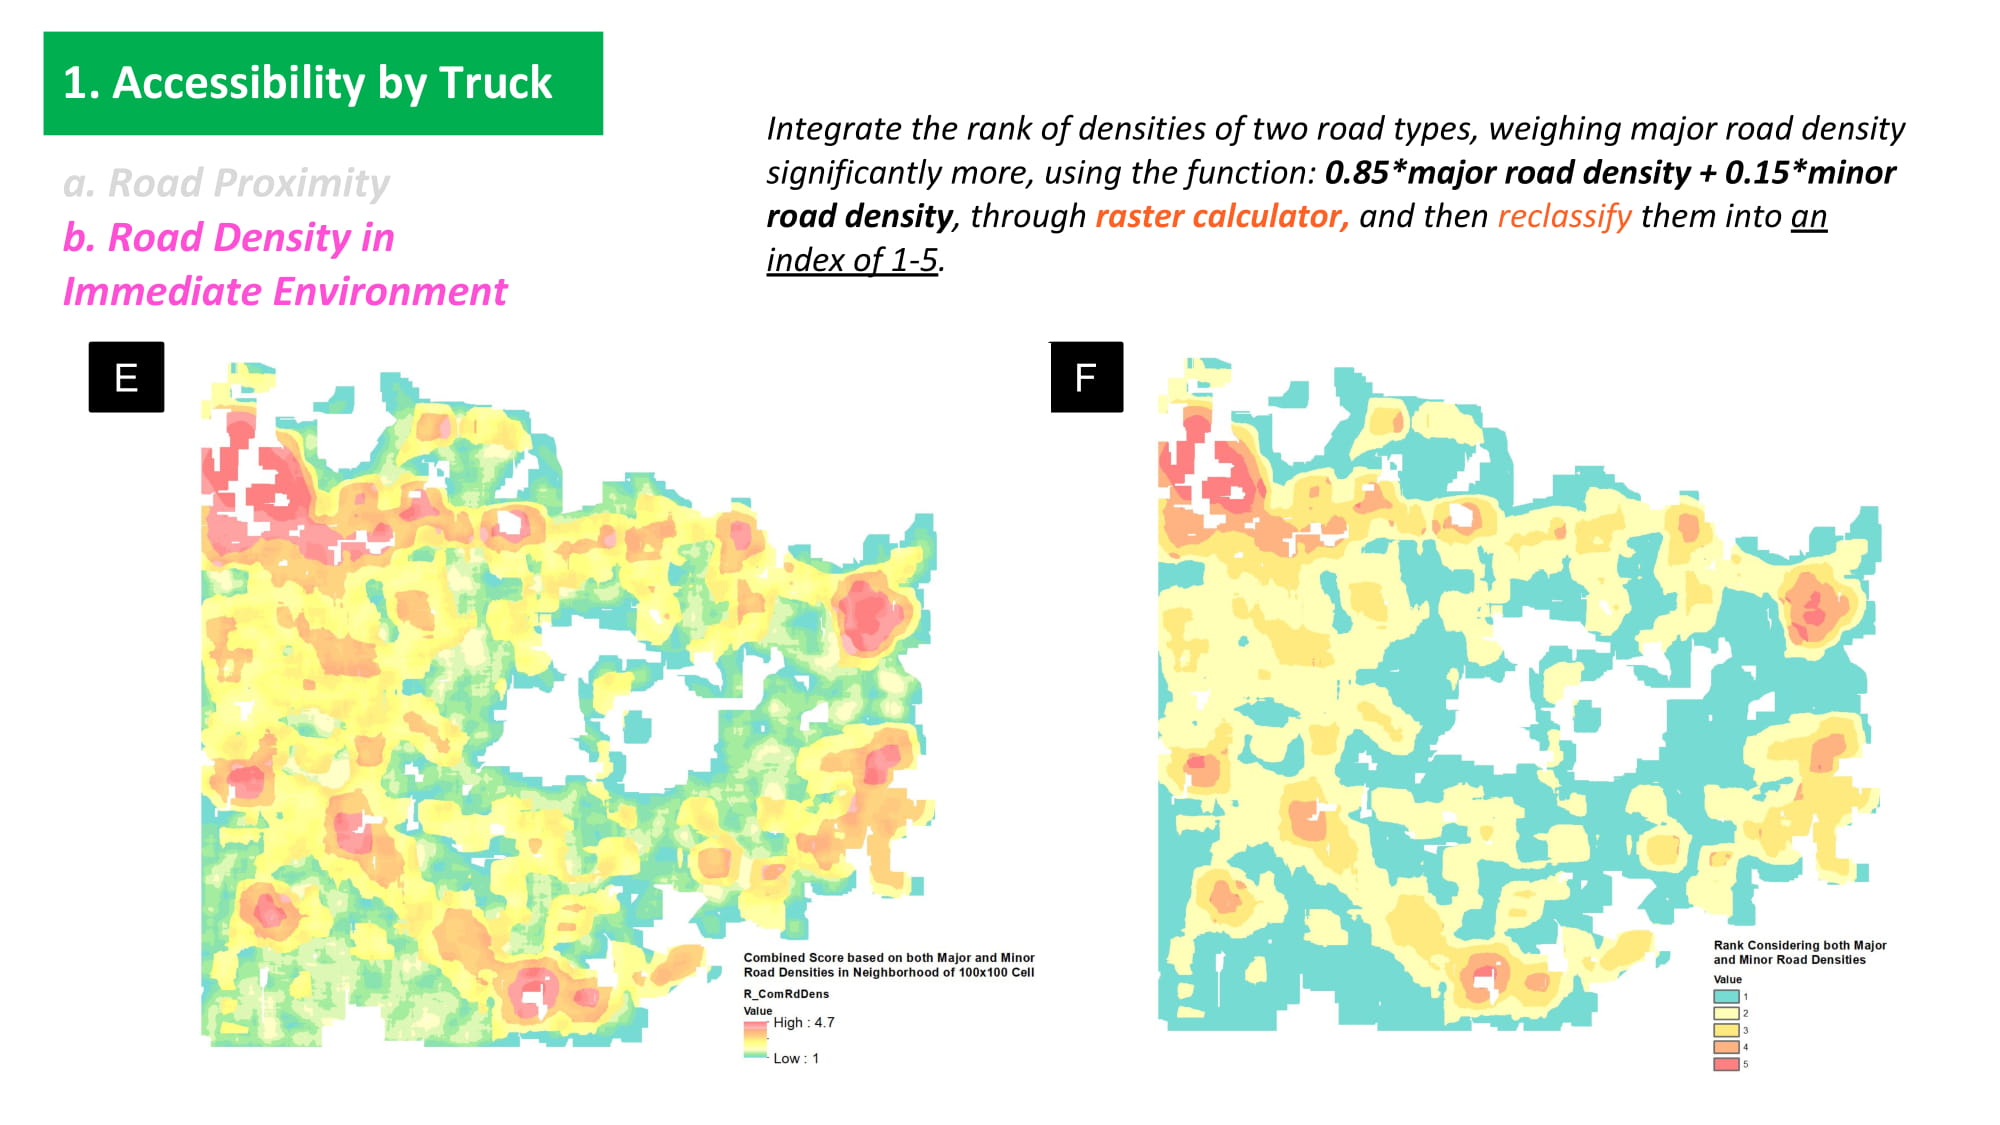 1. Accessibility by Truck
a. Road Proximity
b. Road Density in
Immediate Environment
Integrate the rank of densities of two road types, weighing major road density
significantly more, using the function: 0.85*major road density + 0.15*minor
road density, through raster calculator, and then reclassify them into an
index of 1-5.
E
Combined Score based on both Major and Minor
Road Densities in Neighborhood of 100x100 Cell
R_ComRdDens
Value
High : 4.7
Low : 1
F
Rank Considering both Major
and Minor Road Densities
Value
1
2
3
4
5